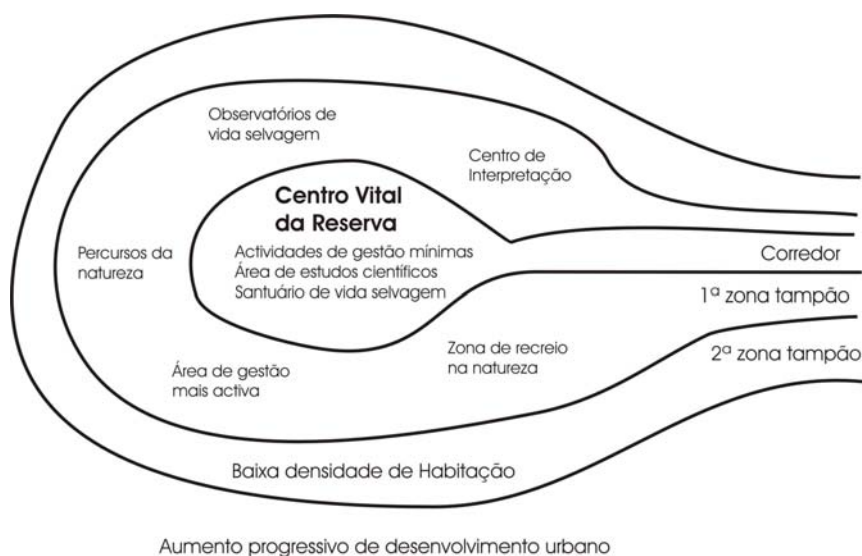 Observatórios de
vida selvagem
Centro de
Interpretação
Centro Vital
da Reserva
Actividades de gestão mínimas
Área de estudos científicos
Santuário de vida selvagem
Percursos da
natureza
Corredor
1ª zona tampão
Zona de recreio
na natureza
2ª zona tampão
Área de gestão
mais activa
Baixa densidade de Habitação
Aumento progressivo de desenvolvimento urbano